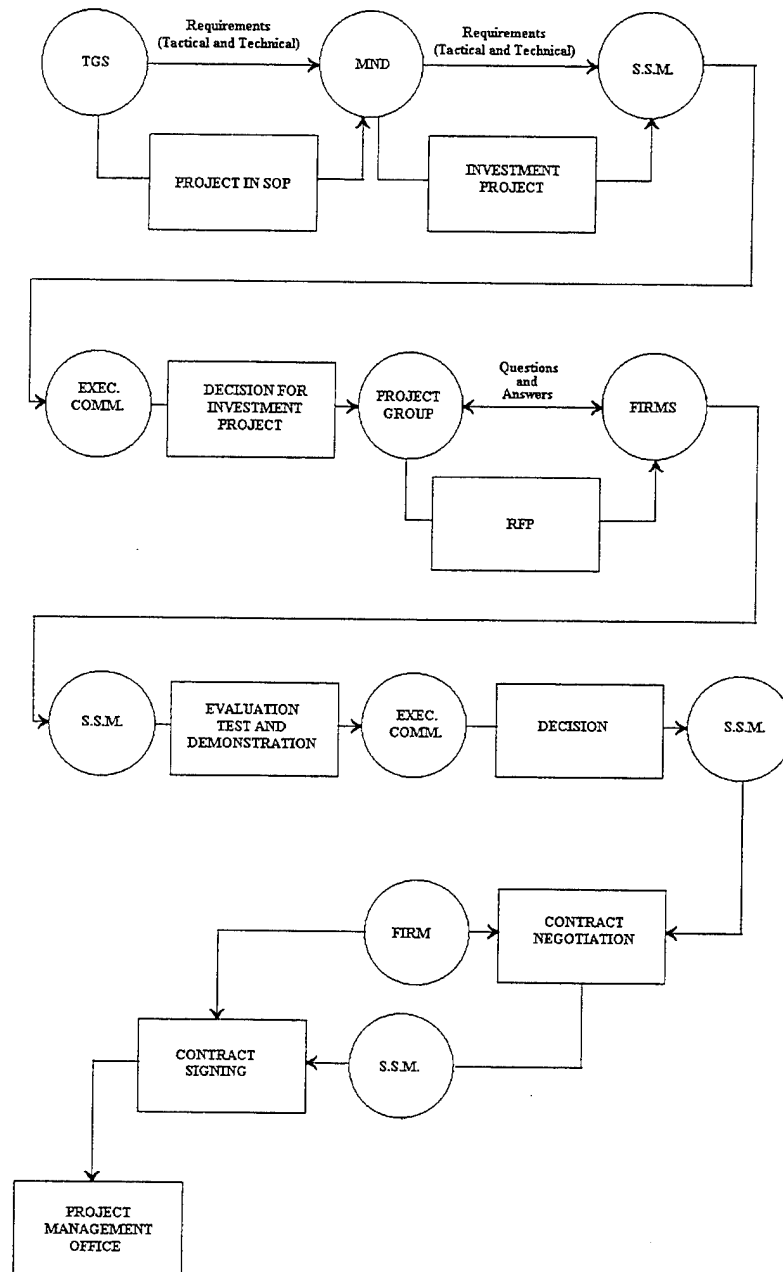 Requirements
(Tactical and Technical)
Requirements
(Tactical and Technical)
TGS
MND
S.S.M.
PROJECT IN SOP
INVESTMENT
PROJECT
EXEC.
COMM.
DECISION FOR
INVESTMENT
PROJECT
PROJECT
GROUP
Questions
and
Answers
FIRMS
RFP
S.S.M.
EVALUATION
TEST AND
DEMONSTRATION
EXEC.
COMM.
DECISION
S.S.M.
FIRM
CONTRACT
NEGOTIATION
CONTRACT
SIGNING
S.S.M.
PROJECT
MANAGEMENT
OFFICE